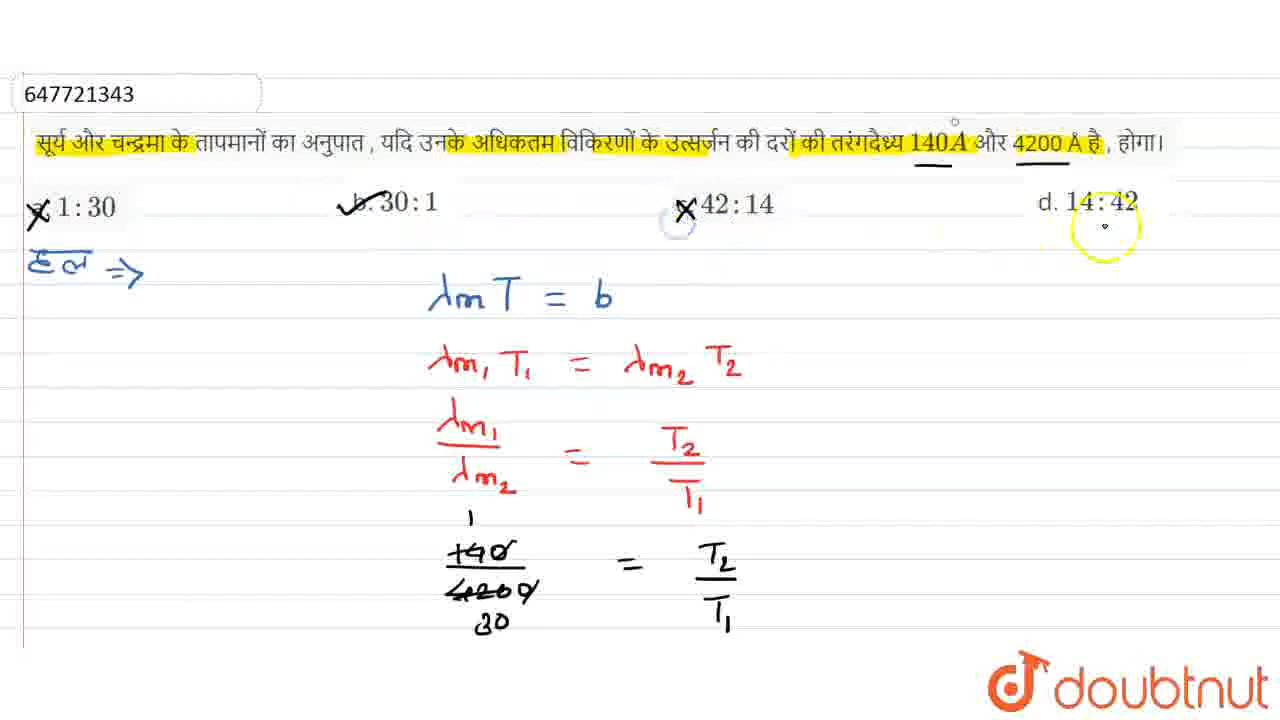 647721343
सूर्य और चन्द्रमा के तापमानों का अनुपात , यदि उनके अधिकतम विकिरणों के उत्सर्जन की दरों की तरंगदैध्य 140Å और 4200 Å है , होगा।
1 : 30 b. 30 : 1 42 : 14 d. 14 : 42
हल ⇒
λm T = b
λm₁ T₁ = λm₂ T₂
λm₁ / λm₂ = T₂ / T₁
1
140 / 4200 = T₂ / T₁
30
doubtnut